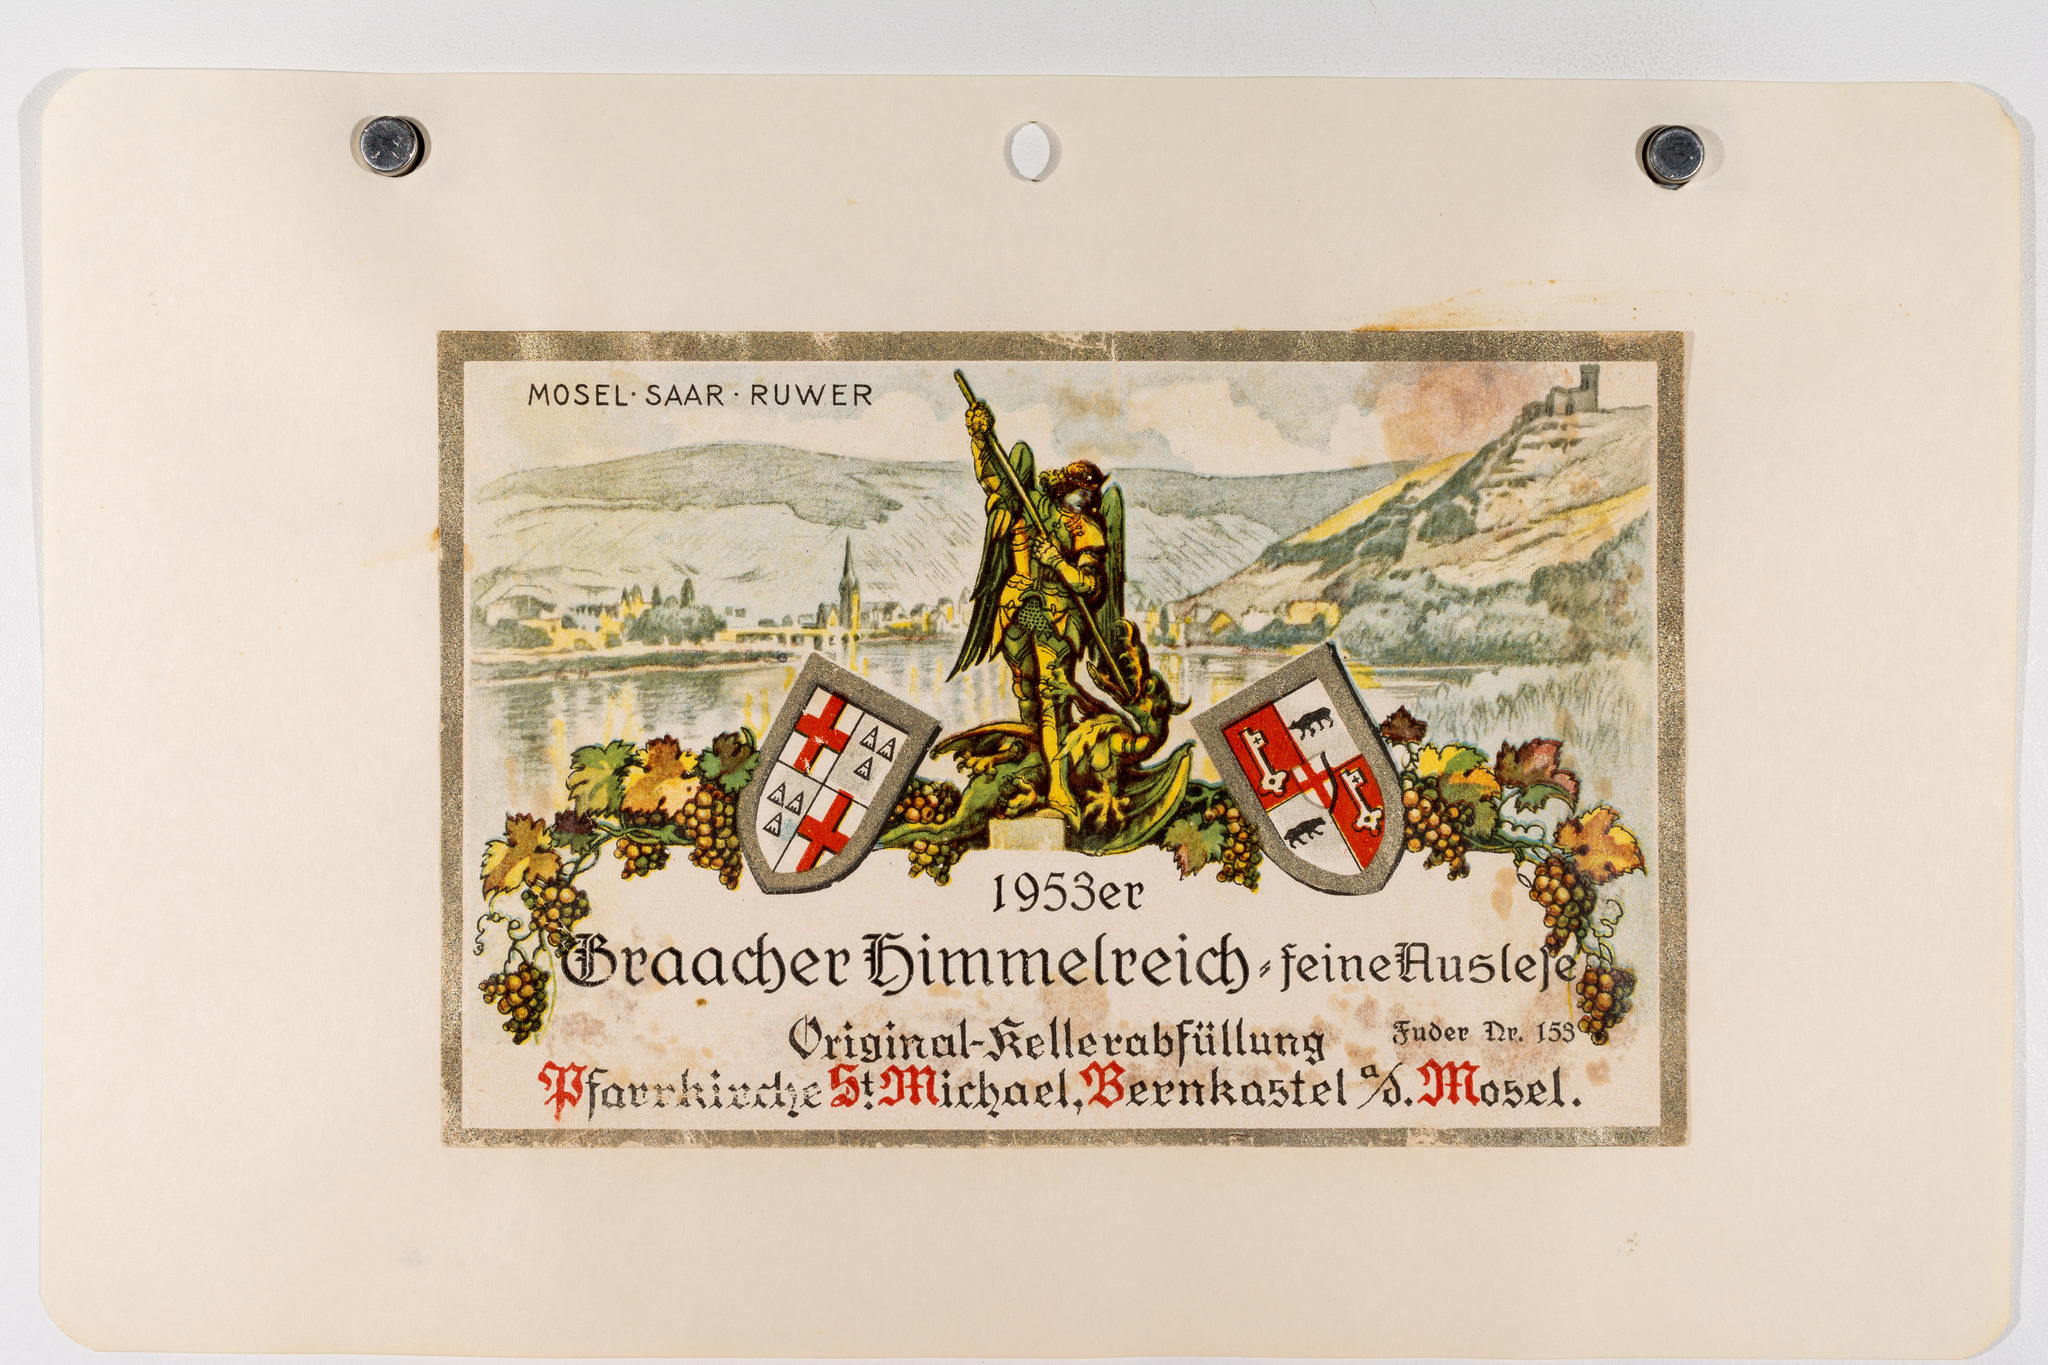 MOSEL·SAAR·RUWER
1953er
Graacher Himmelreich-feine Auslese
Original-Kellerabfüllung
Fuder Nr. 153
Pfarrkirche St. Michael, Bernkastel a/d. Mosel.